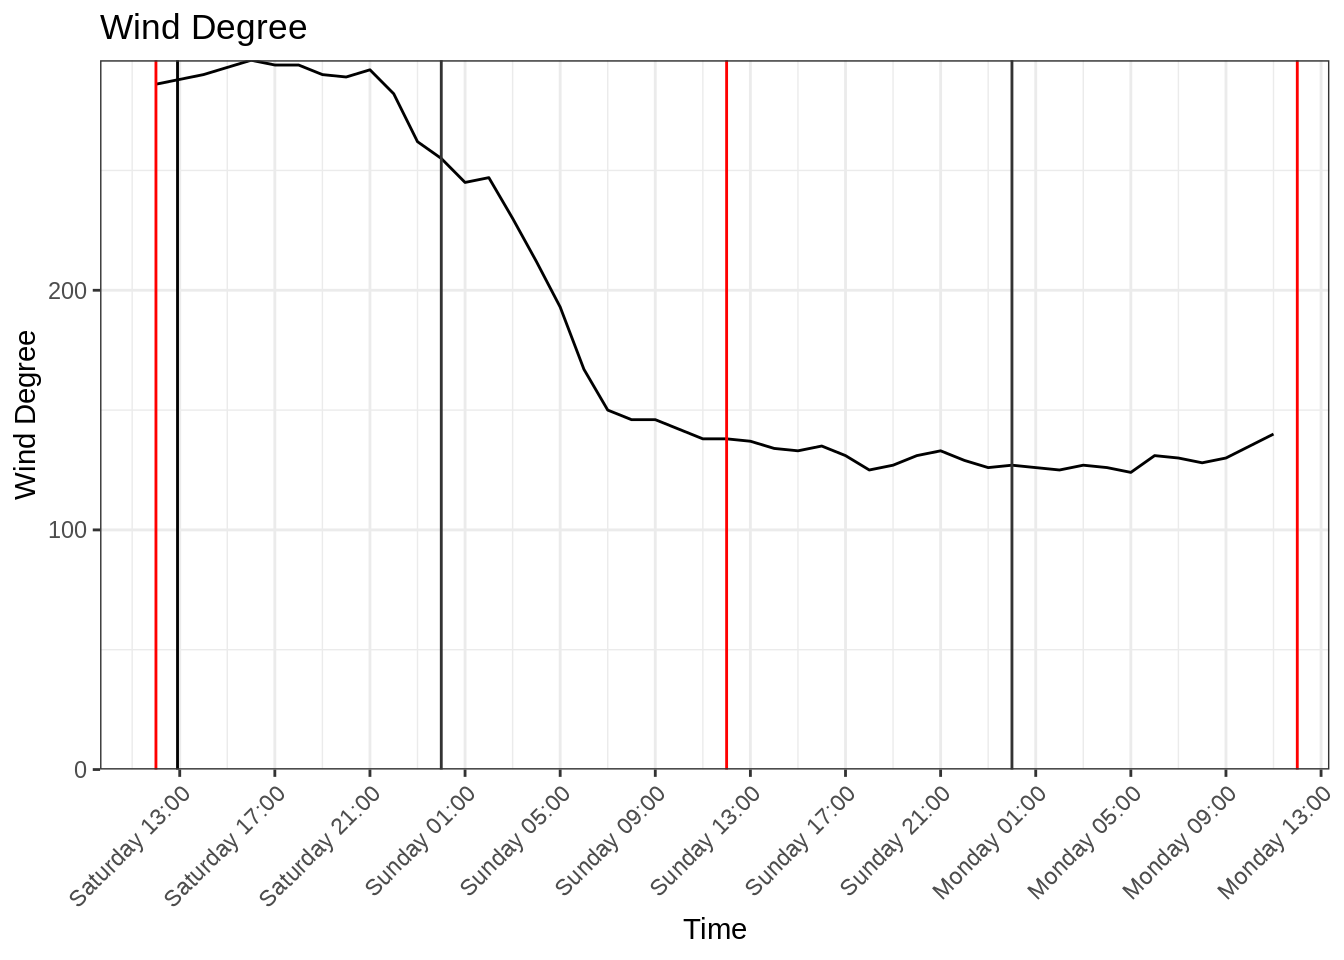 Wind Degree
Wind Degree
200
100
0
Saturday 13:00
Saturday 17:00
Saturday 21:00
Sunday 01:00
Sunday 05:00
Sunday 09:00
Sunday 13:00
Sunday 17:00
Sunday 21:00
Monday 01:00
Monday 05:00
Monday 09:00
Monday 13:00
Time